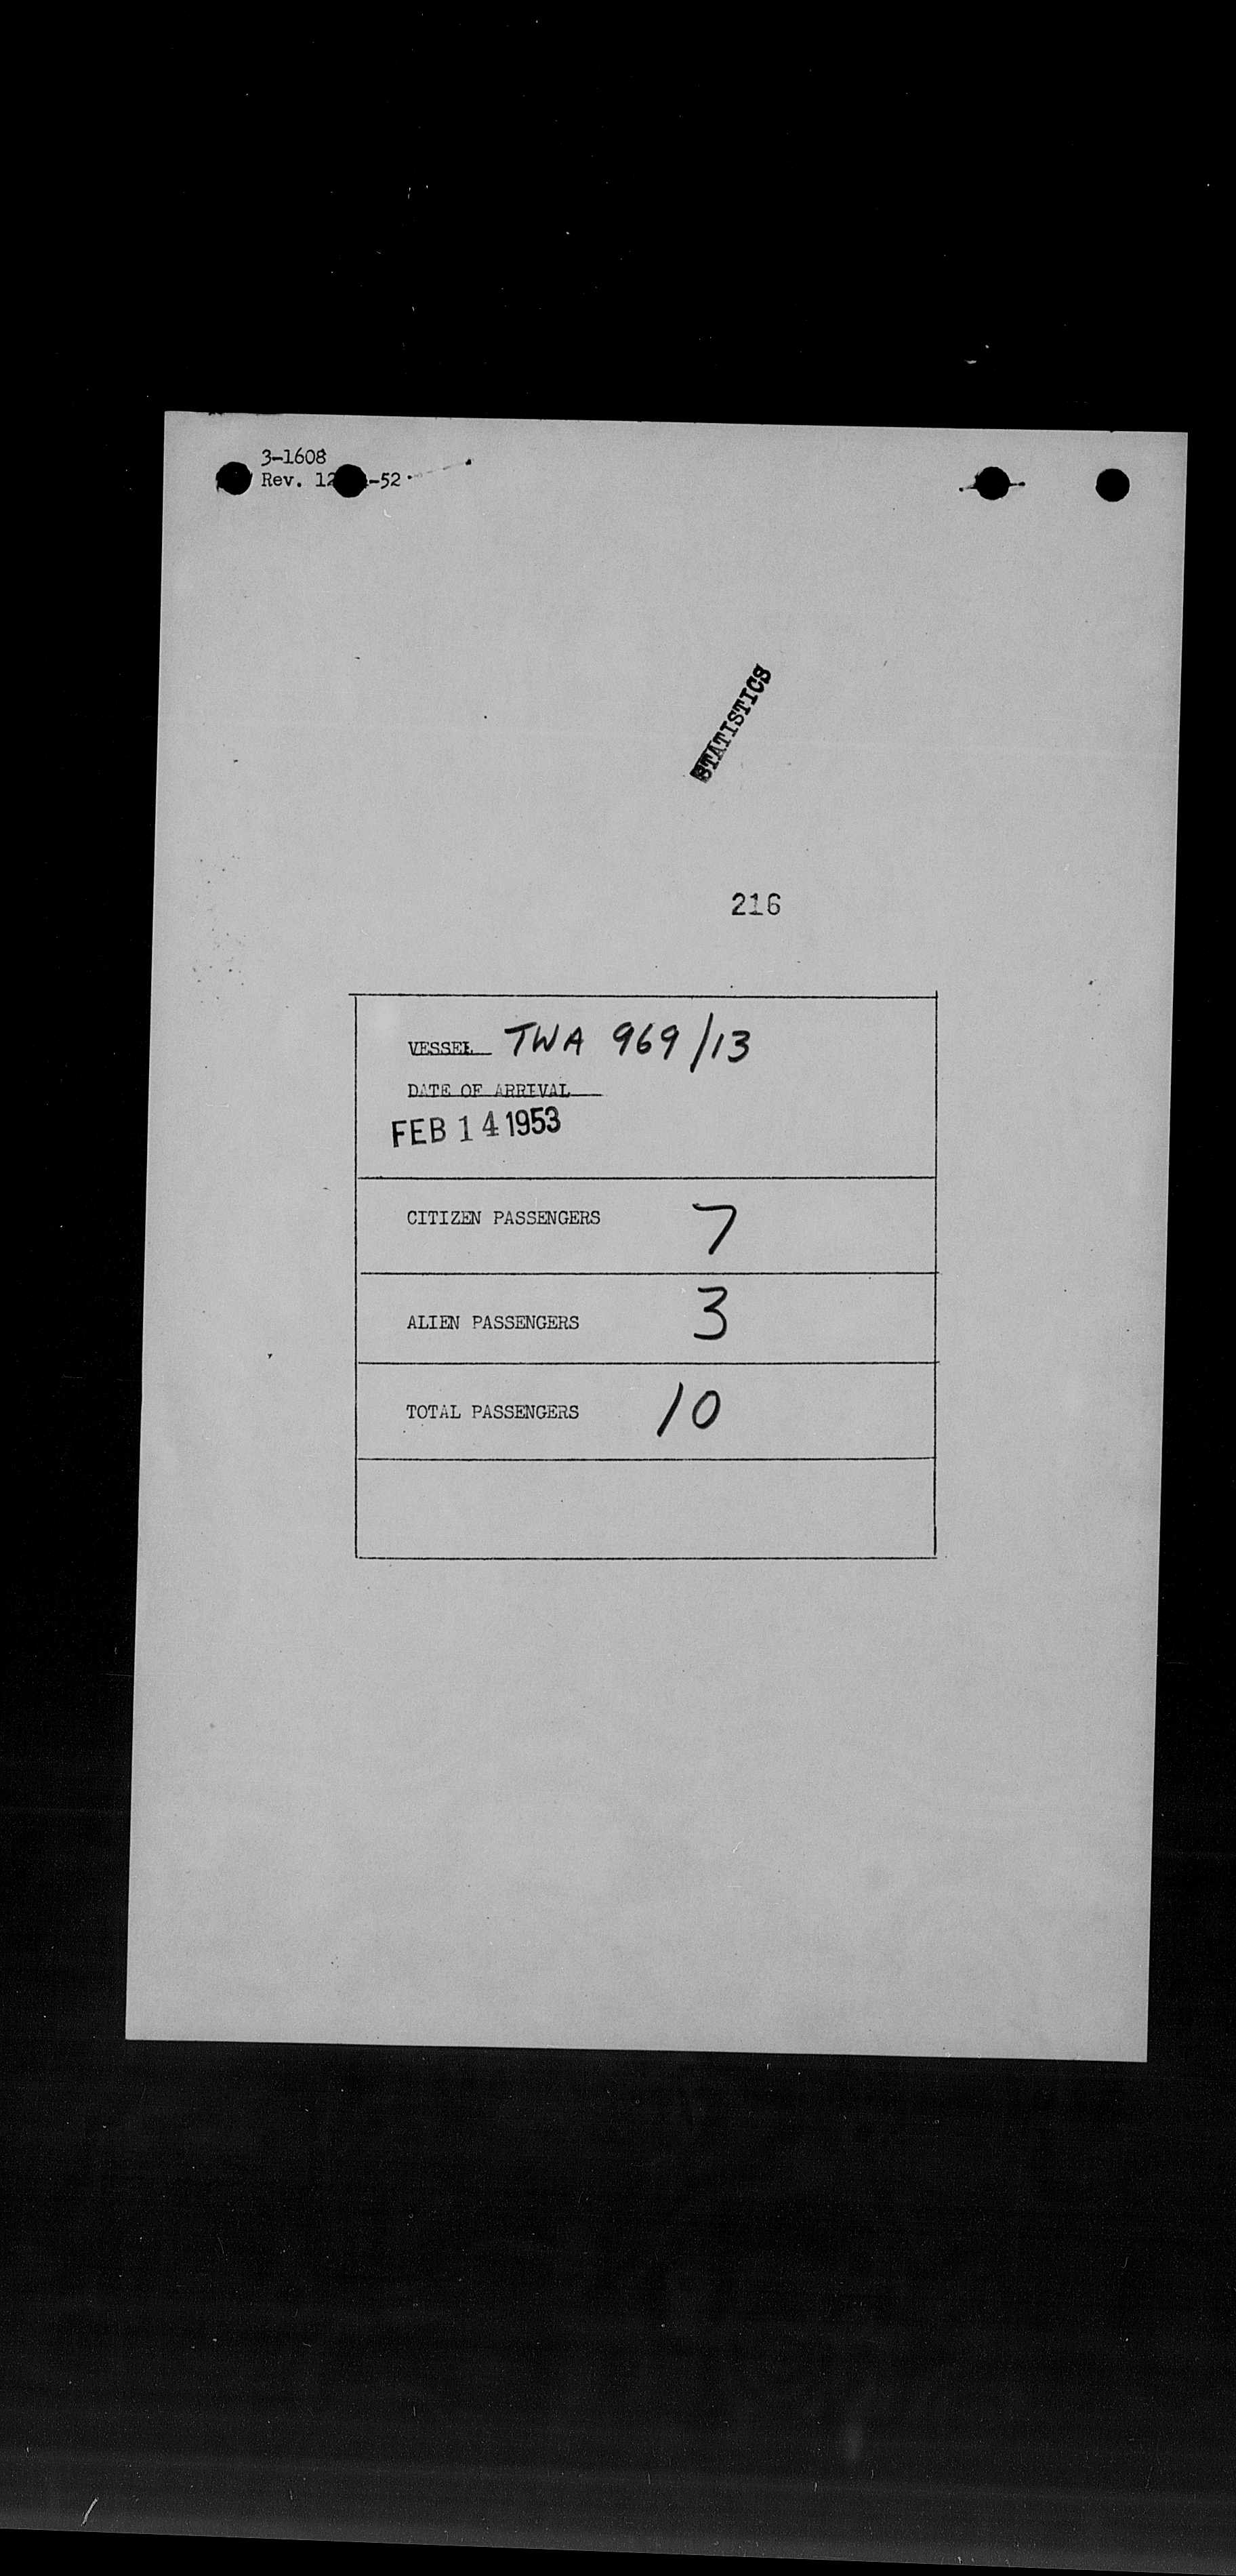 3-1608
Rev. 12 -52
STATISTICS
216
VESSEL TWA 969/13
DATE OF ARRIVAL
FEB 14 1953
CITIZEN PASSENGERS 7
ALIEN PASSENGERS 3
TOTAL PASSENGERS 10